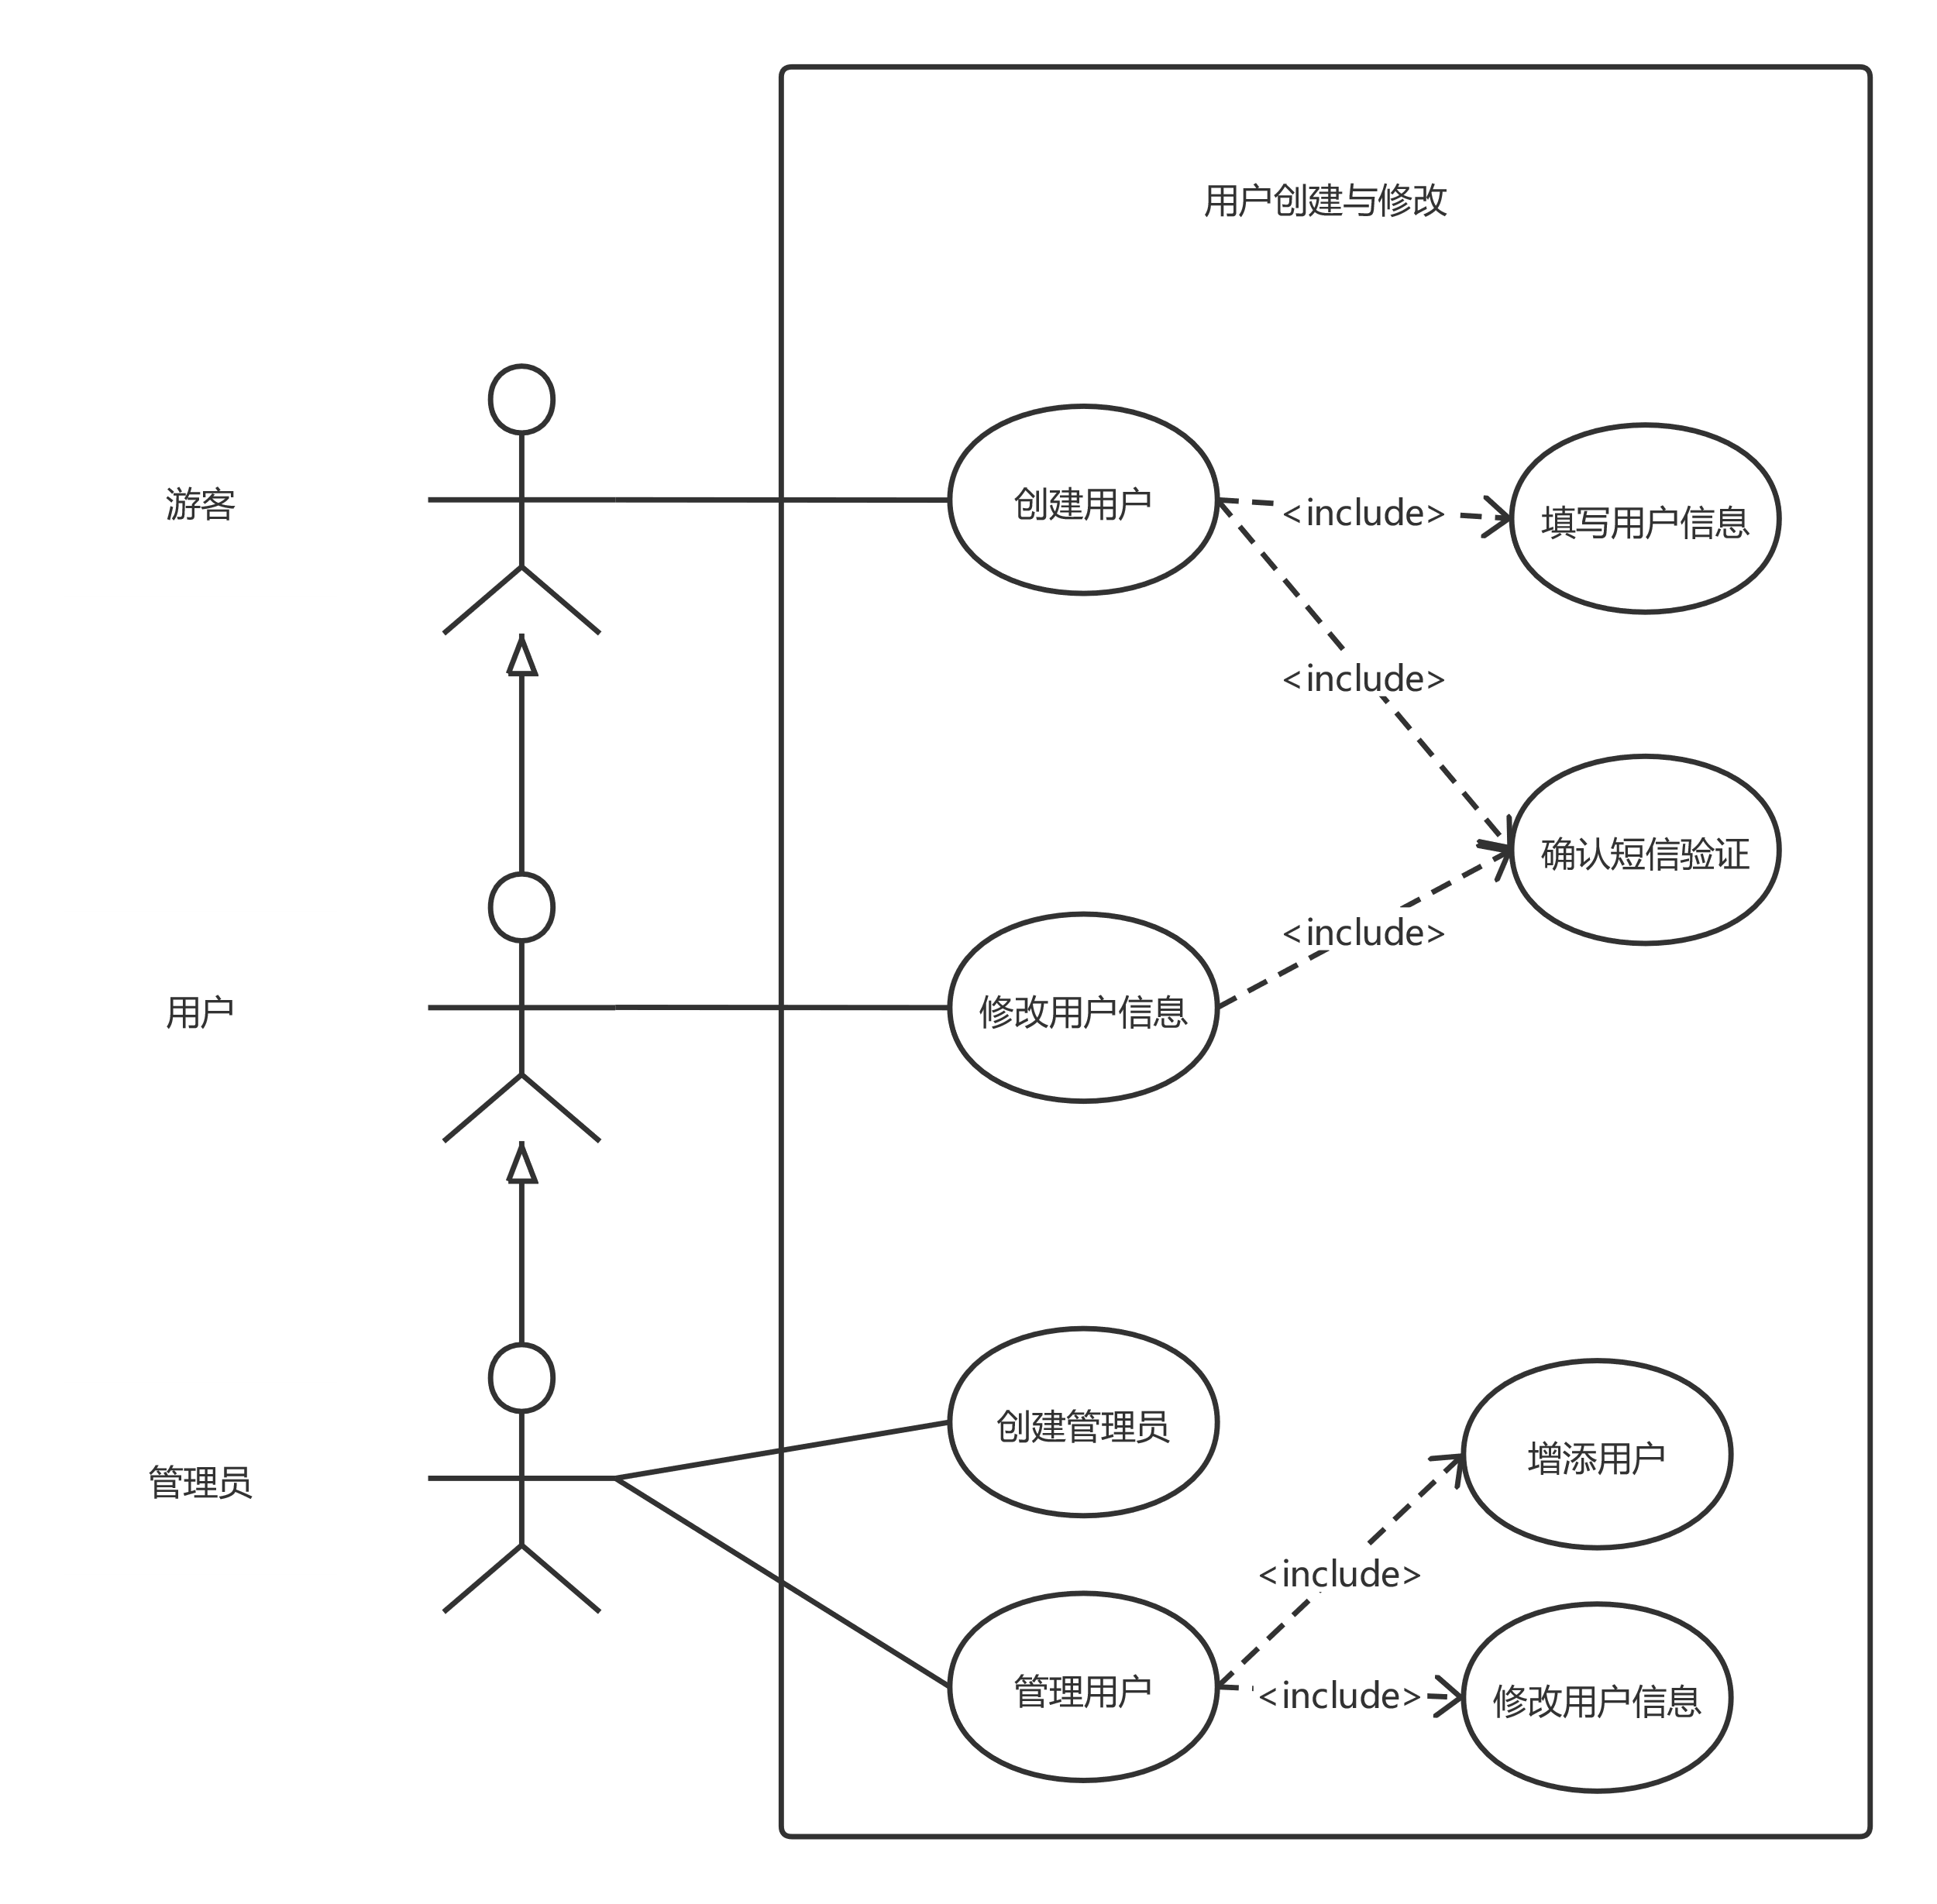 用户创建与修改
游客
创建用户
<include>
填写用户信息
<include>
确认短信验证
<include>
用户
修改用户信息
创建管理员
增添用户
管理员
<include>
管理用户
<include>
修改用户信息